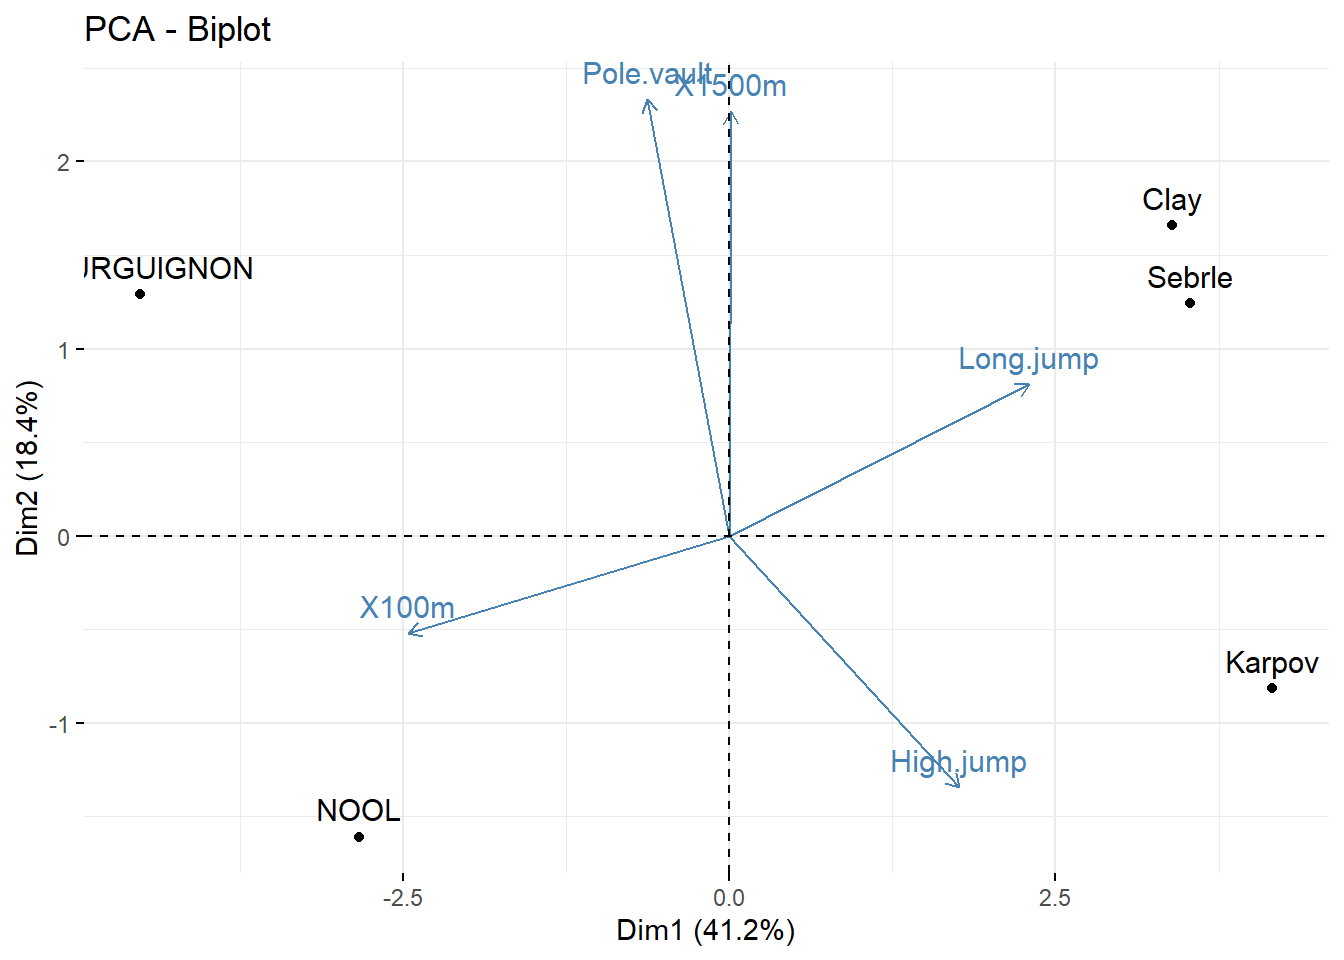 PCA - Biplot
Pole.vault
X1500m
Clay
URGUIGNON
Sebrle
Long.jump
X100m
Karpov
High.jump
NOOL
2
1
0
-1
-2.5
0.0
2.5
Dim1 (41.2%)
Dim2 (18.4%)